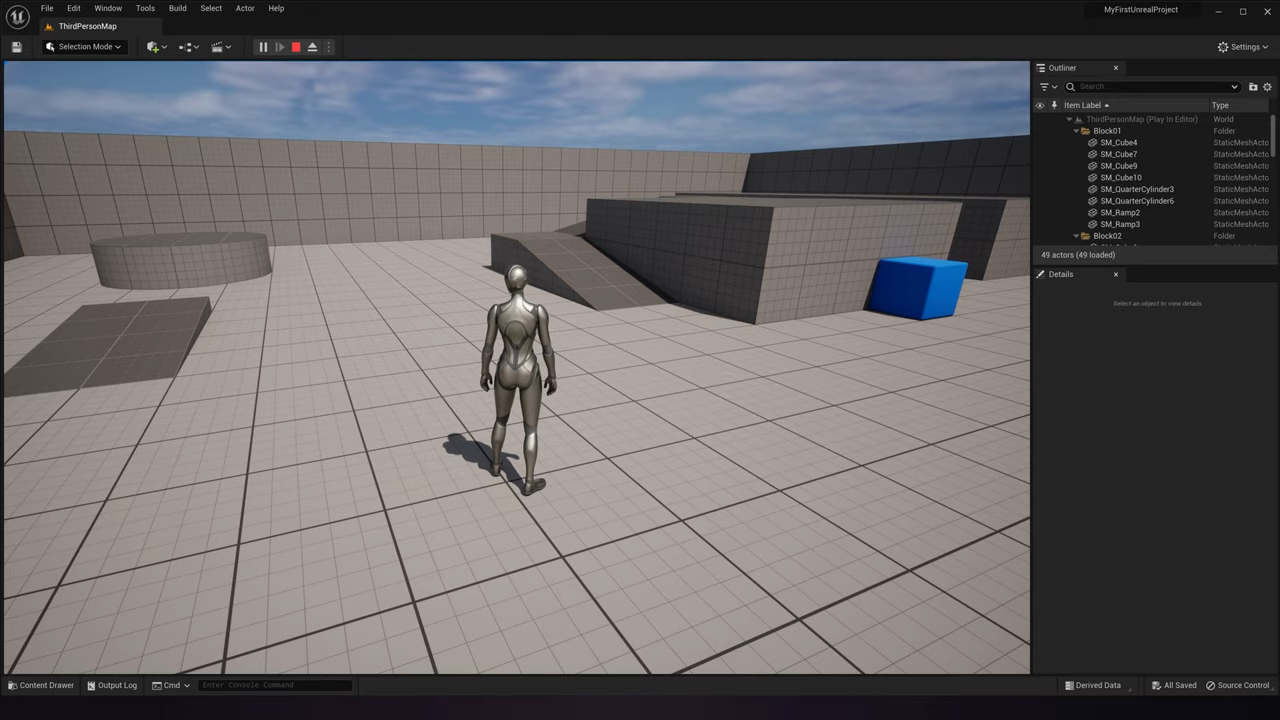 File Edit Window Tools Build Select Actor Help
MyFirstUnrealProject
ThirdPersonMap
Selection Mode
Settings
Outliner
Search...
Item Label Type
ThirdPersonMap (Play In Editor) World
Block01 Folder
SM_Cube4 StaticMeshActo
SM_Cube7 StaticMeshActo
SM_Cube9 StaticMeshActo
SM_Cube10 StaticMeshActo
SM_QuarterCylinder3 StaticMeshActo
SM_QuarterCylinder6 StaticMeshActo
SM_Ramp2 StaticMeshActo
SM_Ramp3 StaticMeshActo
Block02 Folder
49 actors (49 loaded)
Details
Select an object to view details.
Content Drawer Output Log Cmd Enter Console Command Derived Data All Saved Source Control